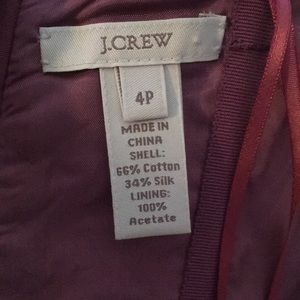 J.CREW
4P
MADE IN
CHINA
SHELL:
66% Cotton
34% Silk
LINING:
100%
Acetate